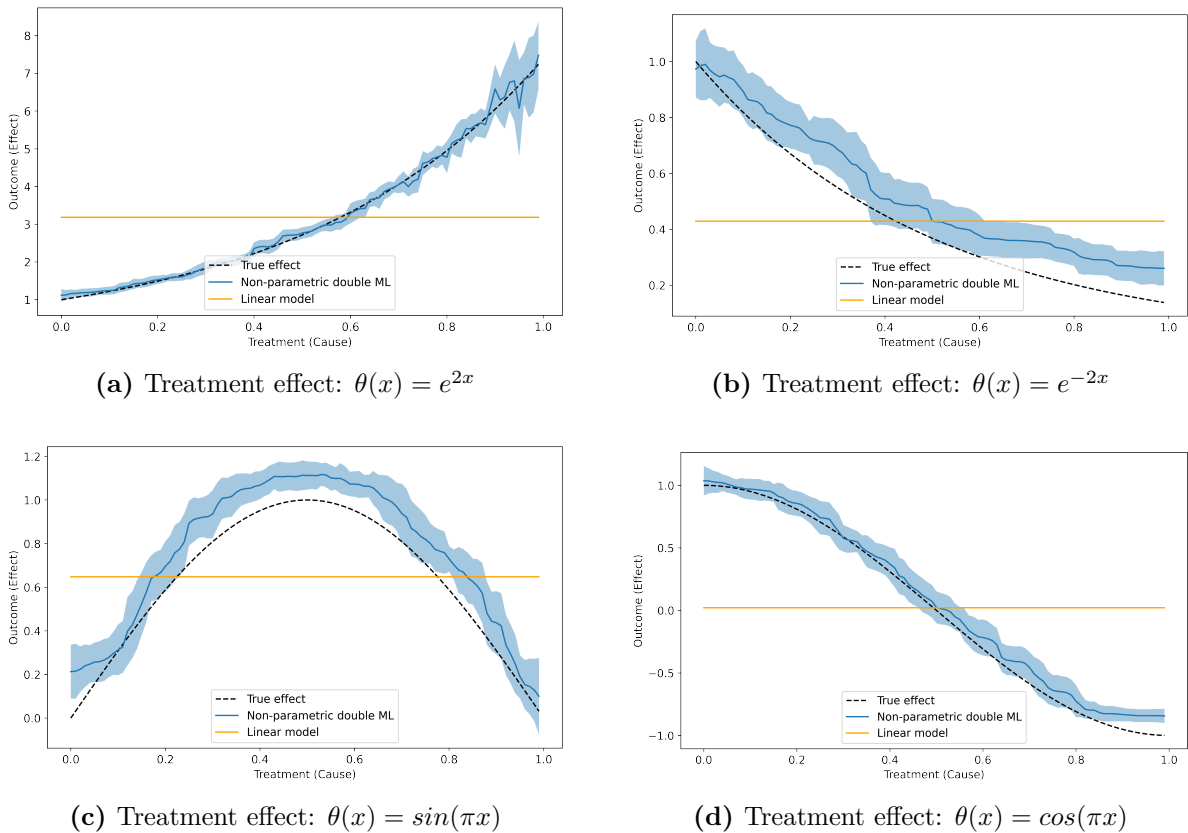 8
7
6
5
4
3
2
1
Outcome (Effect)
True effect
Non-parametric double ML
Linear model
0.0 0.2 0.4 0.6 0.8 1.0
Treatment (Cause)
(a) Treatment effect: θ(x) = e^{2x}
1.0
0.8
0.6
0.4
0.2
Outcome (Effect)
True effect
Non-parametric double ML
Linear model
0.0 0.2 0.4 0.6 0.8 1.0
Treatment (Cause)
(b) Treatment effect: θ(x) = e^{−2x}
1.2
1.0
0.8
0.6
0.4
0.2
0.0
Outcome (Effect)
True effect
Non-parametric double ML
Linear model
0.0 0.2 0.4 0.6 0.8 1.0
Treatment (Cause)
(c) Treatment effect: θ(x) = sin(πx)
1.0
0.5
0.0
−0.5
−1.0
Outcome (Effect)
True effect
Non-parametric double ML
Linear model
0.0 0.2 0.4 0.6 0.8 1.0
Treatment (Cause)
(d) Treatment effect: θ(x) = cos(πx)